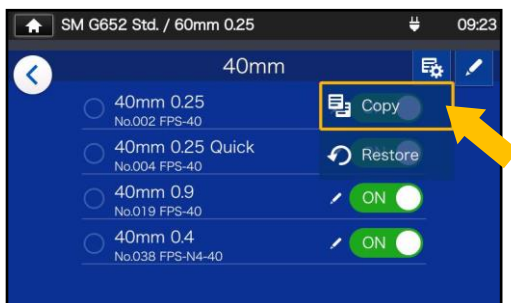 SM G652 Std. / 60mm 0.25 09:23
40mm
40mm 0.25
No.002 FPS-40
Copy
40mm 0.25 Quick
No.004 FPS-40
Restore
40mm 0.9
No.019 FPS-40
ON
40mm 0.4
No.038 FPS-N4-40
ON